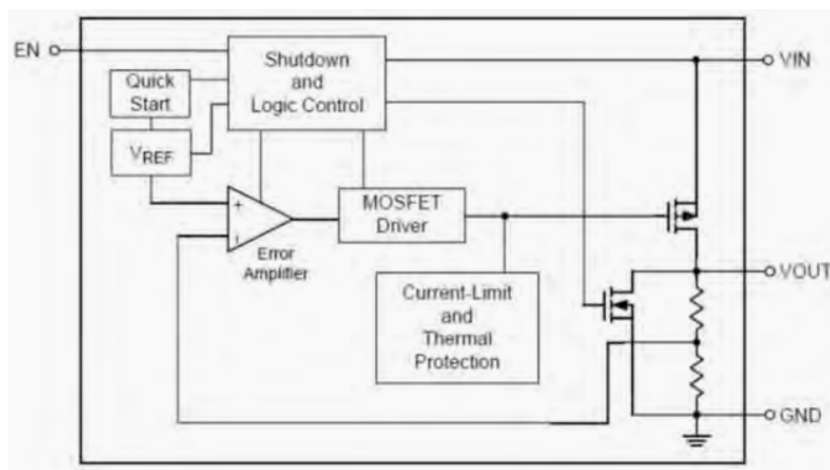 EN
Shutdown
and
Logic Control
VIN
Quick
Start
VREF
+
MOSFET
Driver
Error
Amplifier
VOUT
Current-Limit
and
Thermal
Protection
GND